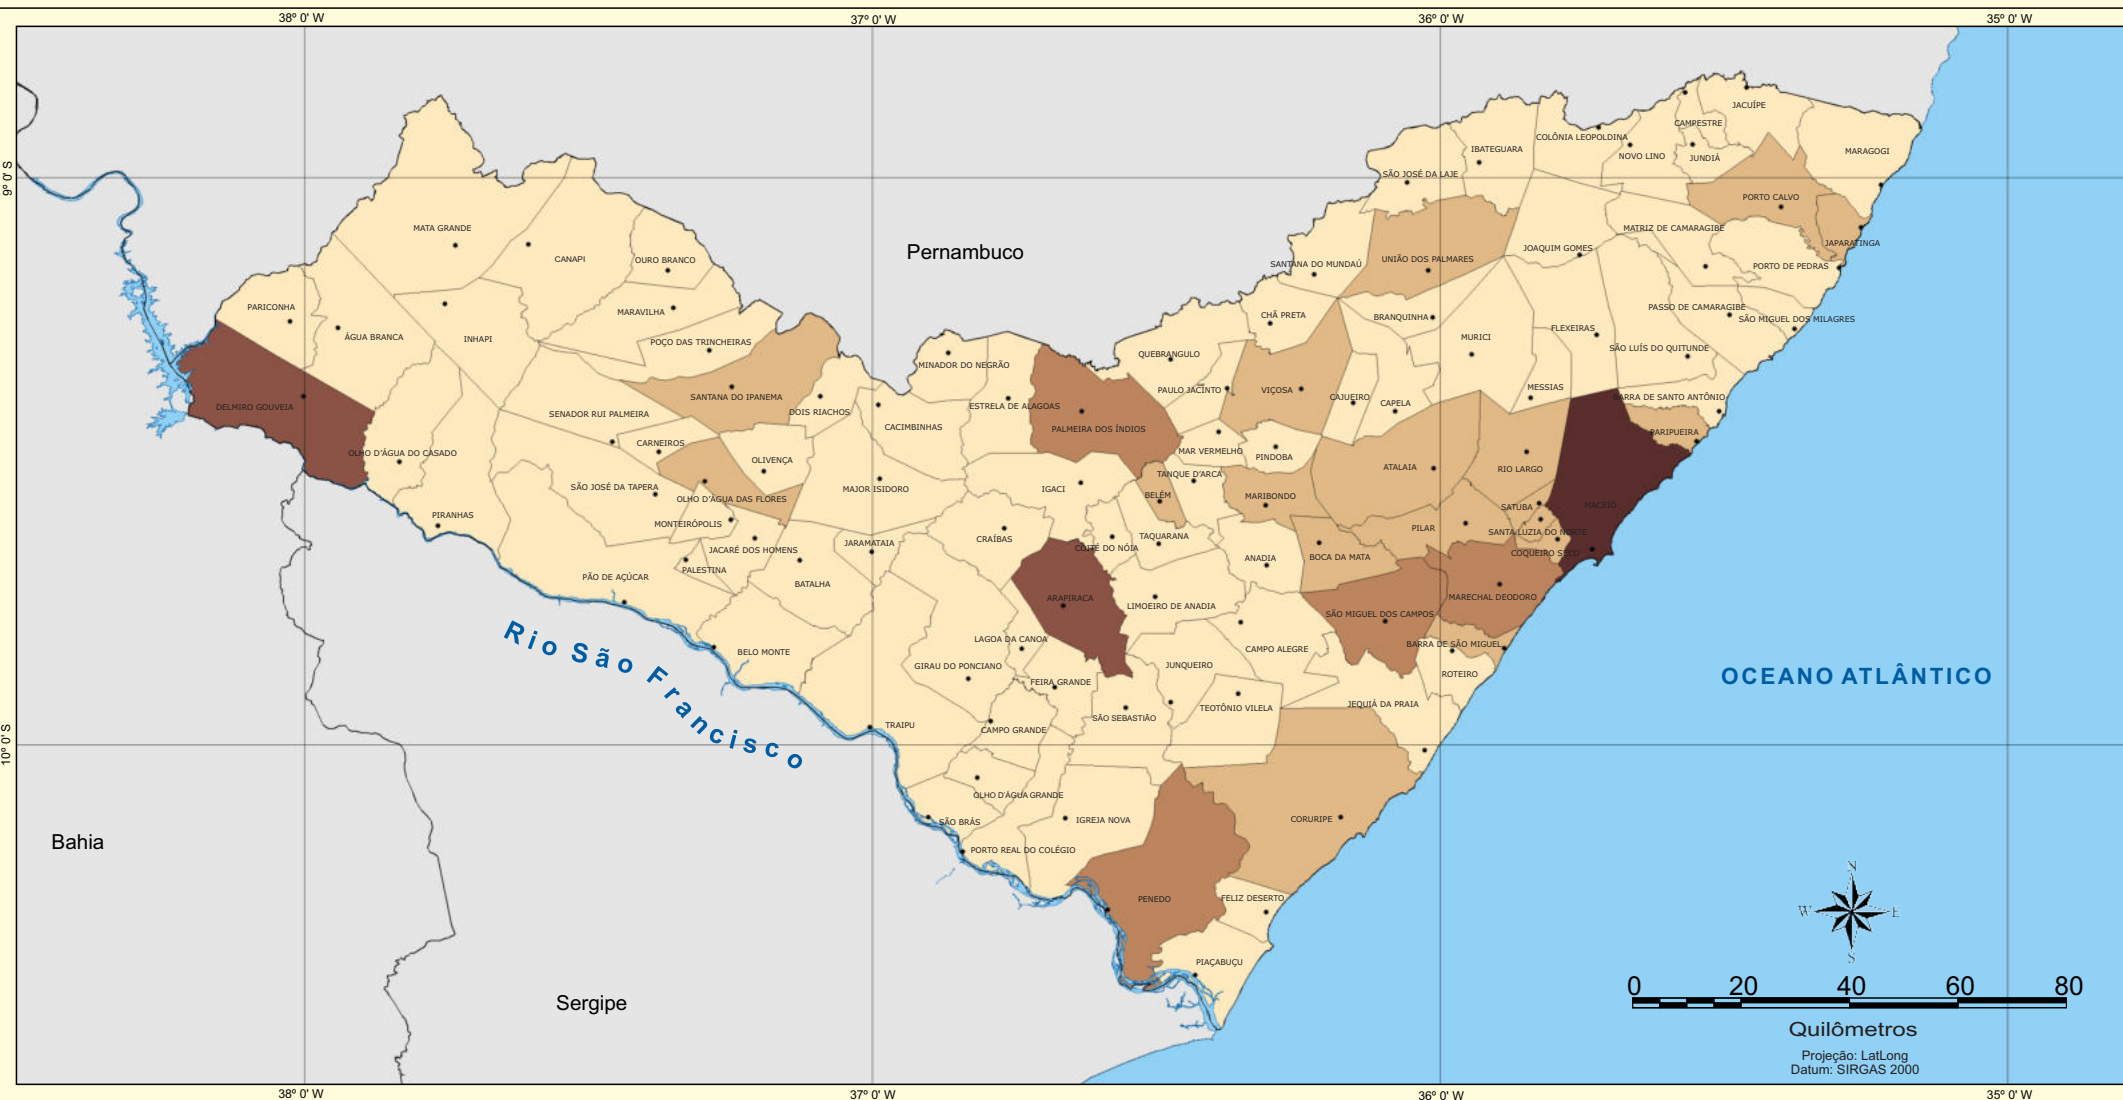 38º 0' W
37º 0' W
36º 0' W
35º 0' W
9º 0' S
10º 0' S
JACUÍPE
CAMPESTRE
COLÔNIA LEOPOLDINA
IBATEGUARA
NOVO LINO
JUNDIÁ
MARAGOGI
SÃO JOSÉ DA LAJE
PORTO CALVO
MATA GRANDE
CANAPI
OURO BRANCO
Pernambuco
SANTANA DO MUNDAÚ
UNIÃO DOS PALMARES
JOAQUIM GOMES
MATRIZ DE CAMARAGIBE
JAPARATINGA
PORTO DE PEDRAS
PARICONHA
ÁGUA BRANCA
INHAPI
MARAVILHA
POÇO DAS TRINCHEIRAS
CHÃ PRETA
BRANQUINHA
MURICI
FLEXEIRAS
PASSO DE CAMARAGIBE
SÃO MIGUEL DOS MILAGRES
SÃO LUÍS DO QUITUNDE
MINADOR DO NEGRÃO
QUEBRANGULO
PAULO JACINTO
VIÇOSA
CAJUEIRO
CAPELA
MESSIAS
BARRA DE SANTO ANTÔNIO
DELMIRO GOUVEIA
SENADOR RUI PALMEIRA
SANTANA DO IPANEMA
DOIS RIACHOS
CACIMBINHAS
ESTRELA DE ALAGOAS
PALMEIRA DOS ÍNDIOS
PARIPUEIRA
OLHO D'ÁGUA DO CASADO
CARNEIROS
OLIVENÇA
MAR VERMELHO
PINDOBA
ATALAIA
RIO LARGO
SÃO JOSÉ DA TAPERA
OLHO D'ÁGUA DAS FLORES
MAJOR ISIDORO
IGACI
TANQUE D'ARCA
BELÉM
MARIBONDO
SATUBA
MACEIÓ
PIRANHAS
MONTEIRÓPOLIS
JACARÉ DOS HOMENS
JARAMATAIA
CRAÍBAS
COITÉ DO NÓIA
TAQUARANA
ANADIA
BOCA DA MATA
PILAR
SANTA LUZIA DO NORTE
COQUEIRO SECO
PÃO DE AÇÚCAR
PALESTINA
BATALHA
ARAPIRACA
LIMOEIRO DE ANADIA
SÃO MIGUEL DOS CAMPOS
MARECHAL DEODORO
BELO MONTE
LAGOA DA CANOA
GIRAU DO PONCIANO
FEIRA GRANDE
JUNQUEIRO
CAMPO ALEGRE
BARRA DE SÃO MIGUEL
ROTEIRO
Rio São Francisco
OCEANO ATLÂNTICO
TRAIPU
CAMPO GRANDE
SÃO SEBASTIÃO
TEOTÔNIO VILELA
JEQUIÁ DA PRAIA
OLHO D'ÁGUA GRANDE
SÃO BRÁS
IGREJA NOVA
CORURIPE
Bahia
PORTO REAL DO COLÉGIO
PENEDO
FELIZ DESERTO
PIAÇABUÇU
Sergipe
N
W E
S
0 20 40 60 80
Quilômetros
Projeção: LatLong
Datum: SIRGAS 2000
38º 0' W
37º 0' W
36º 0' W
35º 0' W